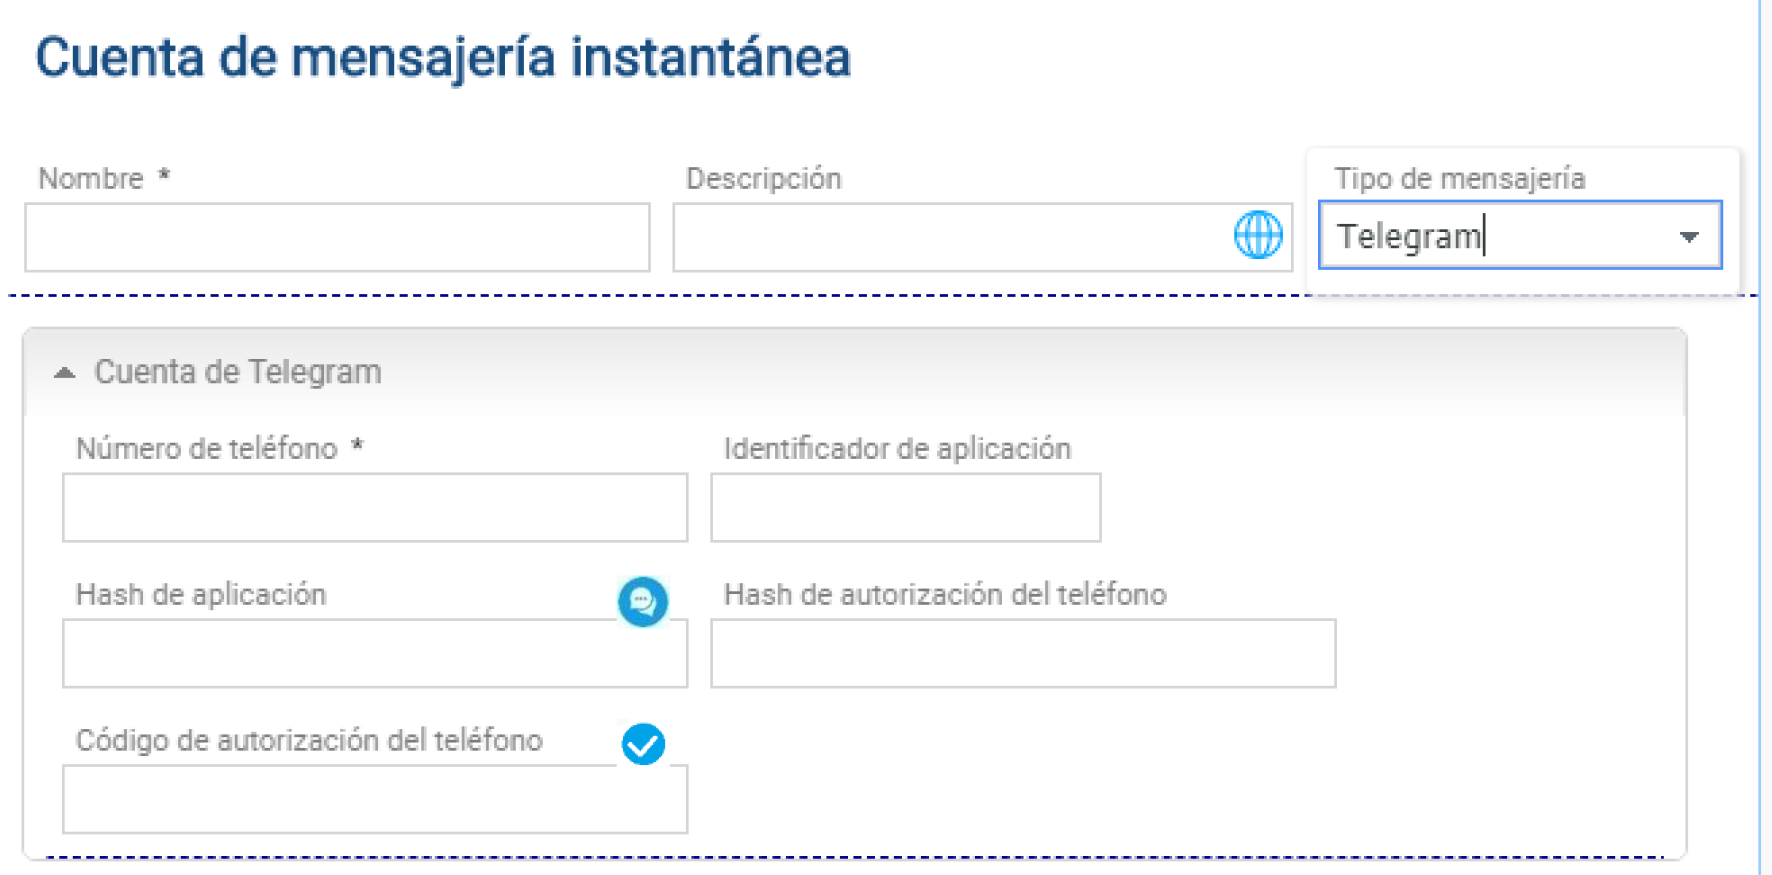 Cuenta de mensajería instantánea
Nombre * Descripción Tipo de mensajería
Telegram
Cuenta de Telegram
Número de teléfono * Identificador de aplicación
Hash de aplicación Hash de autorización del teléfono
Código de autorización del teléfono